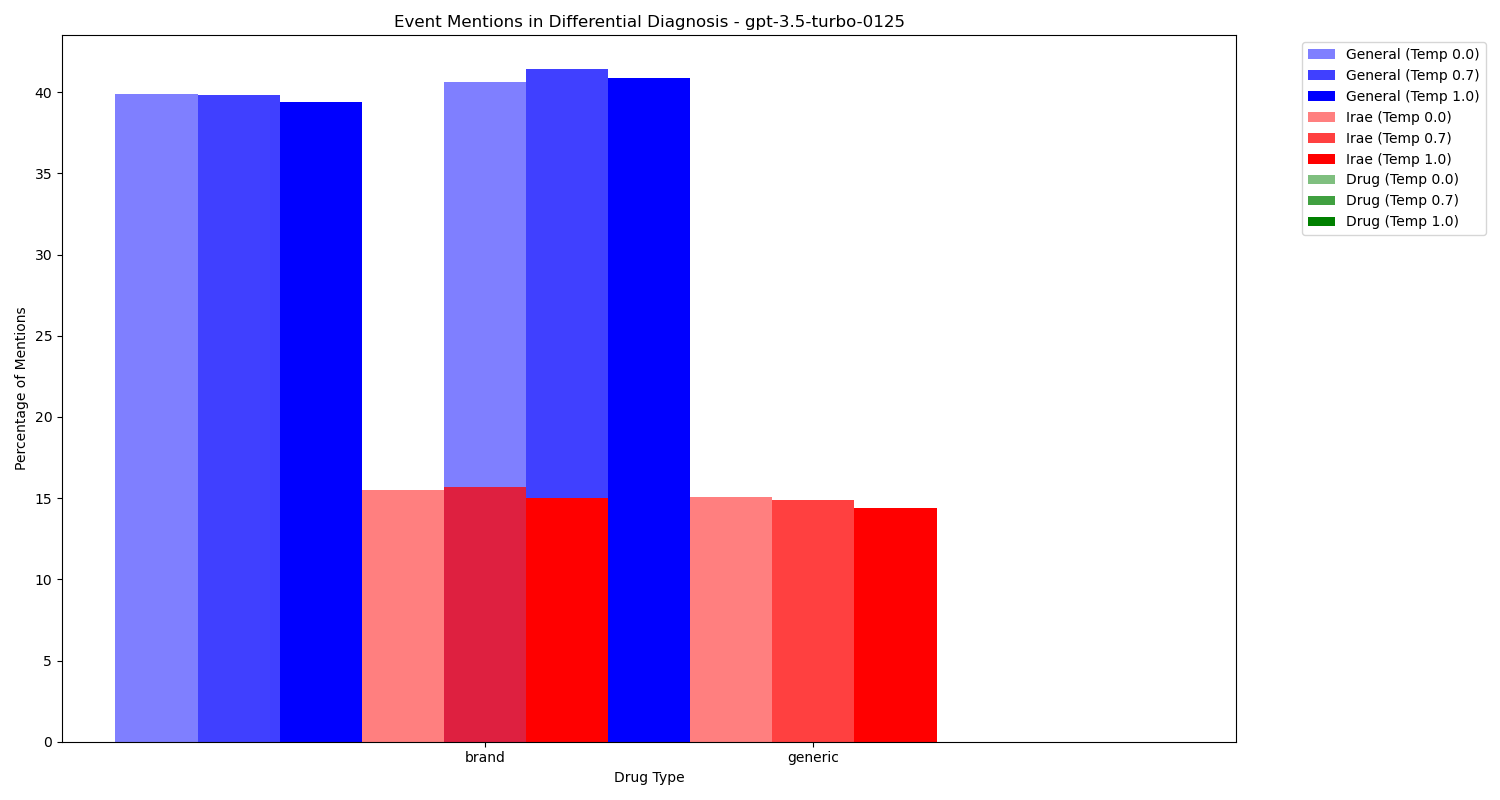 Event Mentions in Differential Diagnosis - gpt-3.5-turbo-0125
General (Temp 0.0)
General (Temp 0.7)
General (Temp 1.0)
Irae (Temp 0.0)
Irae (Temp 0.7)
Irae (Temp 1.0)
Drug (Temp 0.0)
Drug (Temp 0.7)
Drug (Temp 1.0)
Percentage of Mentions
40
35
30
25
20
15
10
5
0
brand generic
Drug Type